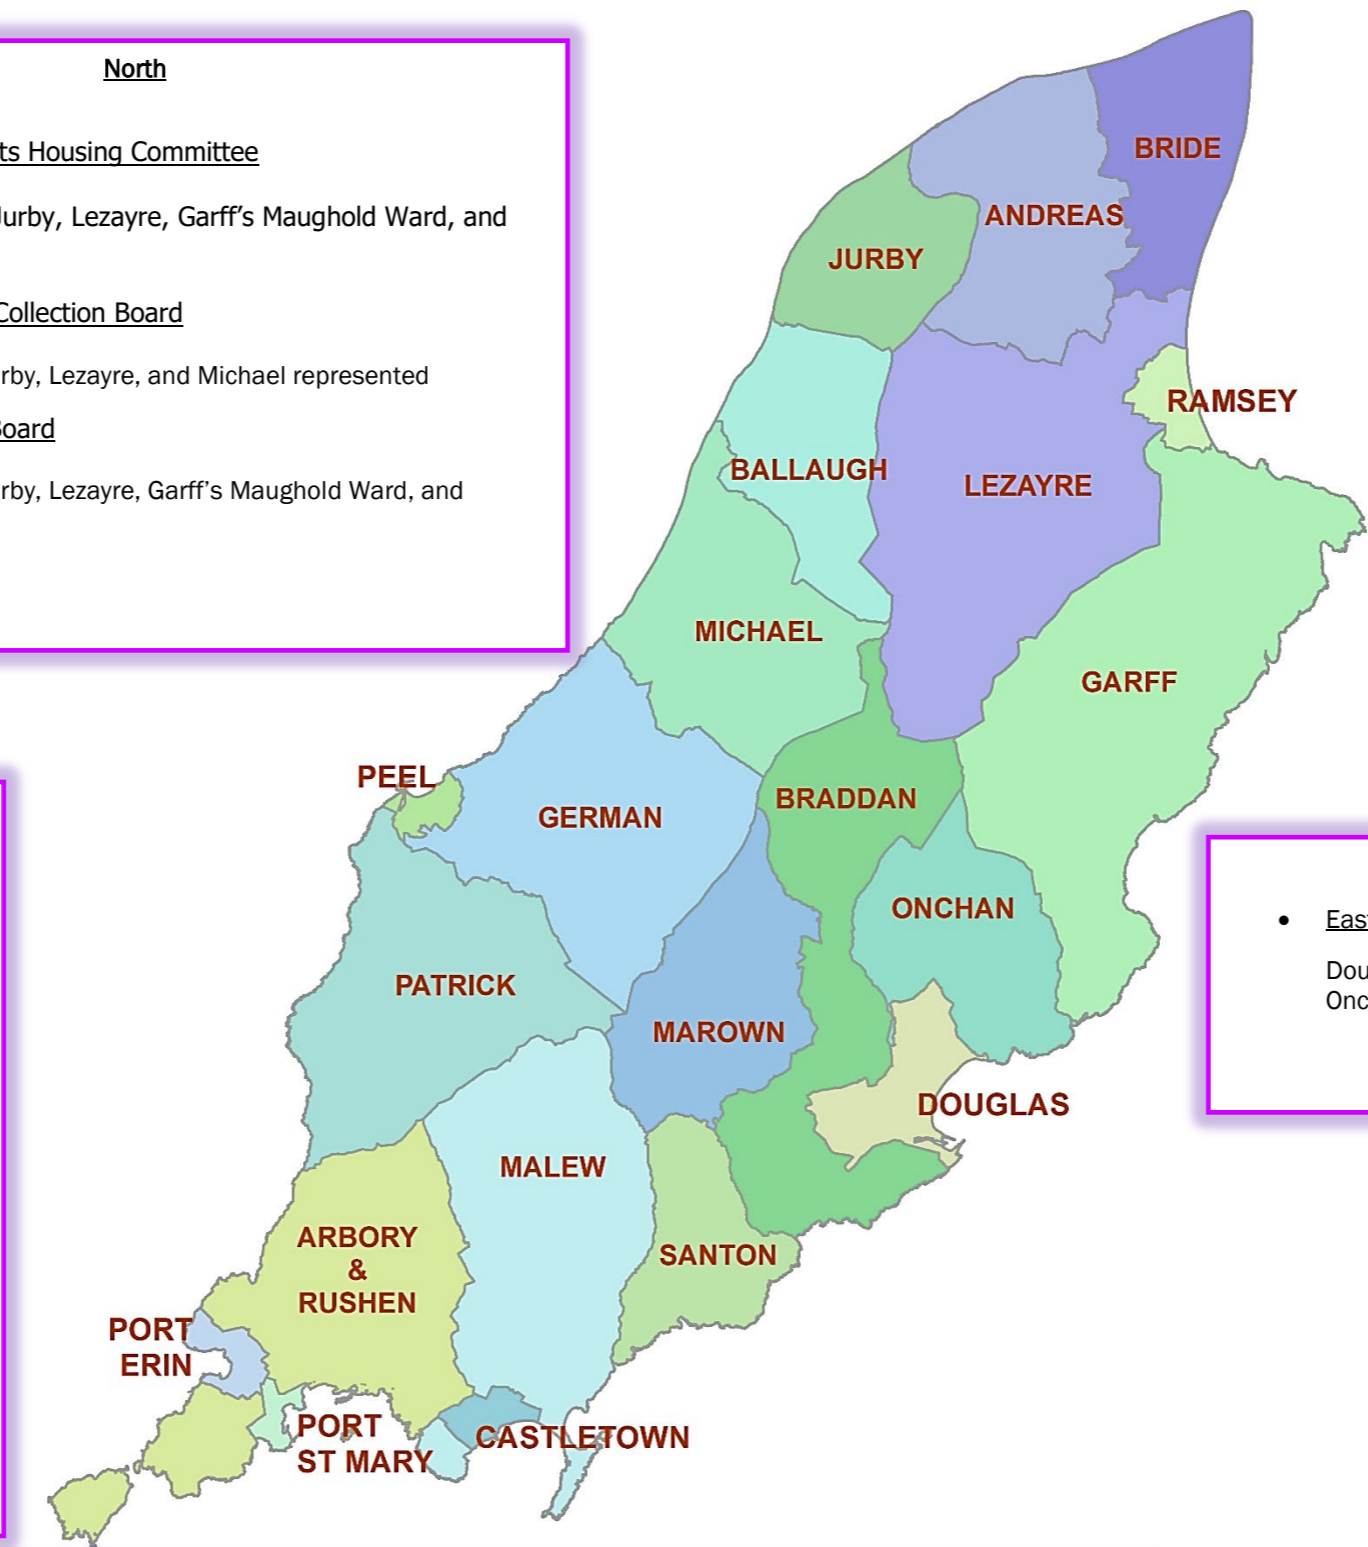 North
ts Housing Committee
Jurby, Lezayre, Garff's Maughold Ward, and
Collection Board
rby, Lezayre, and Michael represented
Board
rby, Lezayre, Garff's Maughold Ward, and
BRIDE
ANDREAS
JURBY
RAMSEY
BALLAUGH
LEZAYRE
MICHAEL
GARFF
PEEL
GERMAN
BRADDAN
ONCHAN
• Eas
Dou
Onc
PATRICK
MAROWN
DOUGLAS
MALEW
ARBORY
&
RUSHEN
SANTON
PORT
ERIN
PORT
ST MARY
CASTLETOWN